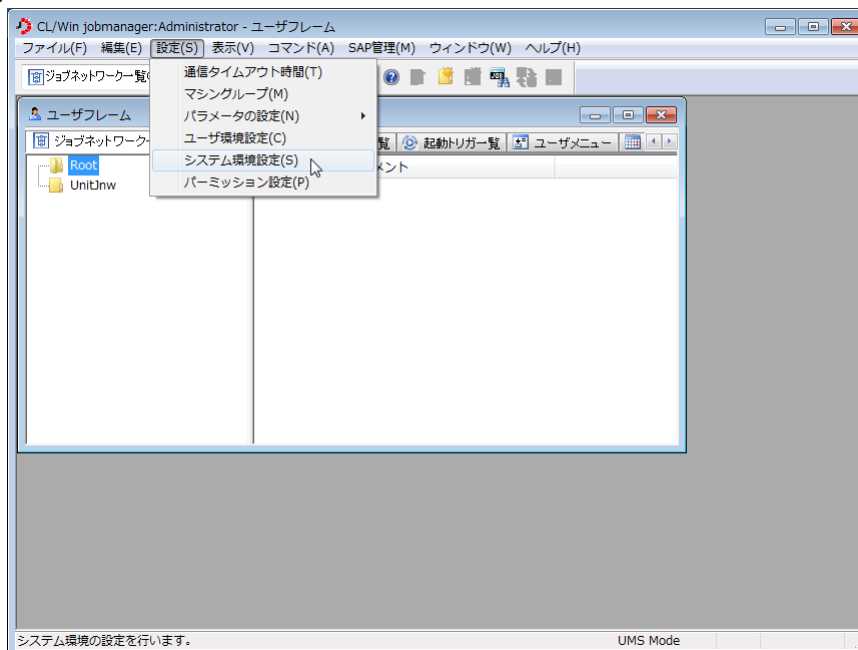 CL/Win jobmanager:Administrator - ユーザフレーム
ファイル(F) 編集(E) 設定(S) 表示(V) コマンド(A) SAP管理(M) ウィンドウ(W) ヘルプ(H)
ジョブネットワーク一覧
通信タイムアウト時間(T)
マシングループ(M)
パラメータの設定(N)
ユーザ環境設定(C)
システム環境設定(S)
パーミッション設定(P)
ユーザフレーム
ジョブネットワーク 覧 起動トリガ一覧 ユーザメニュー
Root
メント
UnitJnw
システム環境の設定を行います。 UMS Mode